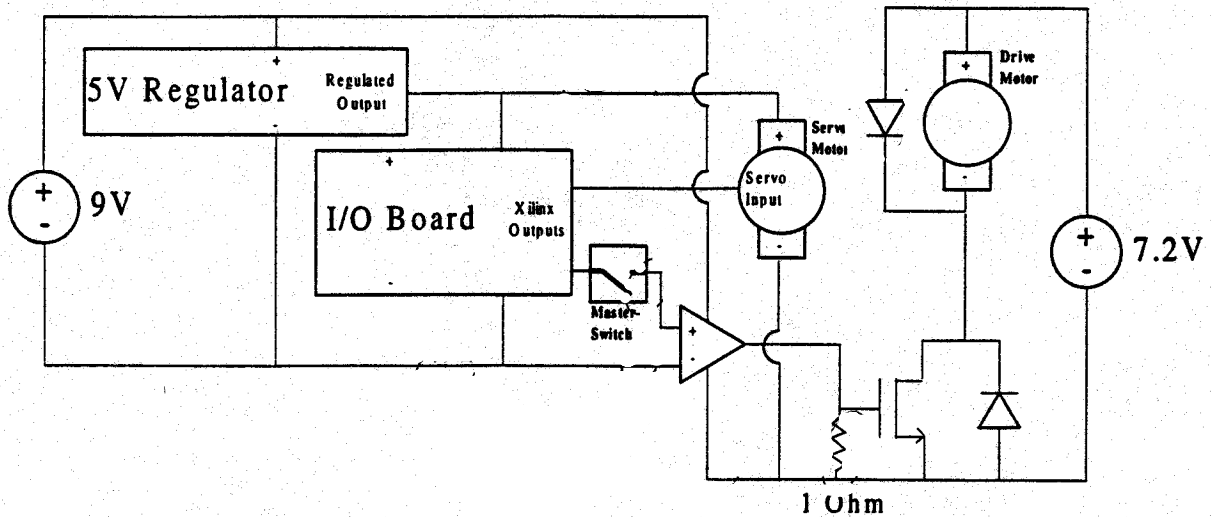 5V Regulator
Regulated
Output
+
-
Drive
Motor
+
-
Servo
Motor
+
-
Servo
Input
I/O Board
+
-
Xilinx
Outputs
9V
+
-
7.2V
+
-
Master-
Switch
+
-
1 Ohm